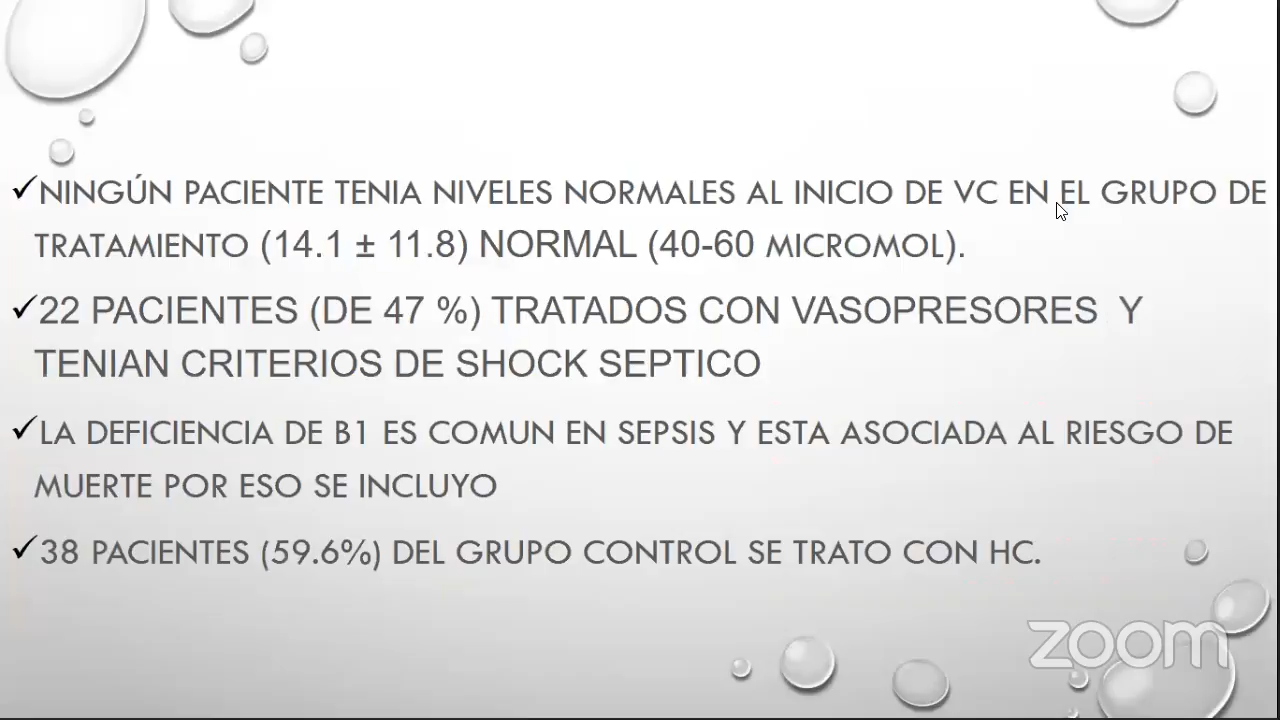 ✓NINGÚN PACIENTE TENIA NIVELES NORMALES AL INICIO DE VC EN EL GRUPO DE
TRATAMIENTO (14.1 ± 11.8) NORMAL (40-60 MICROMOL).
✓22 PACIENTES (DE 47 %) TRATADOS CON VASOPRESORES Y
TENIAN CRITERIOS DE SHOCK SEPTICO
✓LA DEFICIENCIA DE B1 ES COMUN EN SEPSIS Y ESTA ASOCIADA AL RIESGO DE
MUERTE POR ESO SE INCLUYO
✓38 PACIENTES (59.6%) DEL GRUPO CONTROL SE TRATO CON HC.
zoom